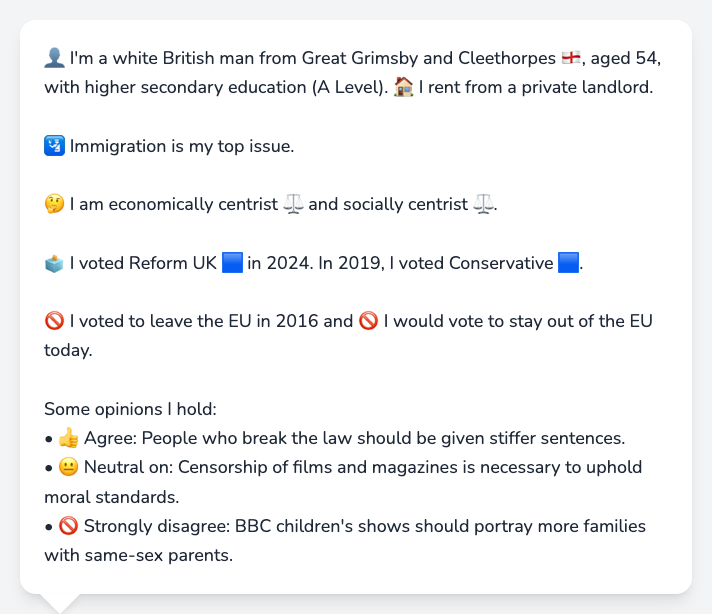 👤 I'm a white British man from Great Grimsby and Cleethorpes 🏴󠁧󠁢󠁥󠁮󠁧󠁿, aged 54,
with higher secondary education (A Level). 🏠 I rent from a private landlord.
🛂 Immigration is my top issue.
🤔 I am economically centrist ⚖️ and socially centrist ⚖️.
🗳️ I voted Reform UK 🟦 in 2024. In 2019, I voted Conservative 🟦.
🚫 I voted to leave the EU in 2016 and 🚫 I would vote to stay out of the EU
today.
Some opinions I hold:
• 👍 Agree: People who break the law should be given stiffer sentences.
• 😐 Neutral on: Censorship of films and magazines is necessary to uphold
moral standards.
• 🚫 Strongly disagree: BBC children's shows should portray more families
with same-sex parents.